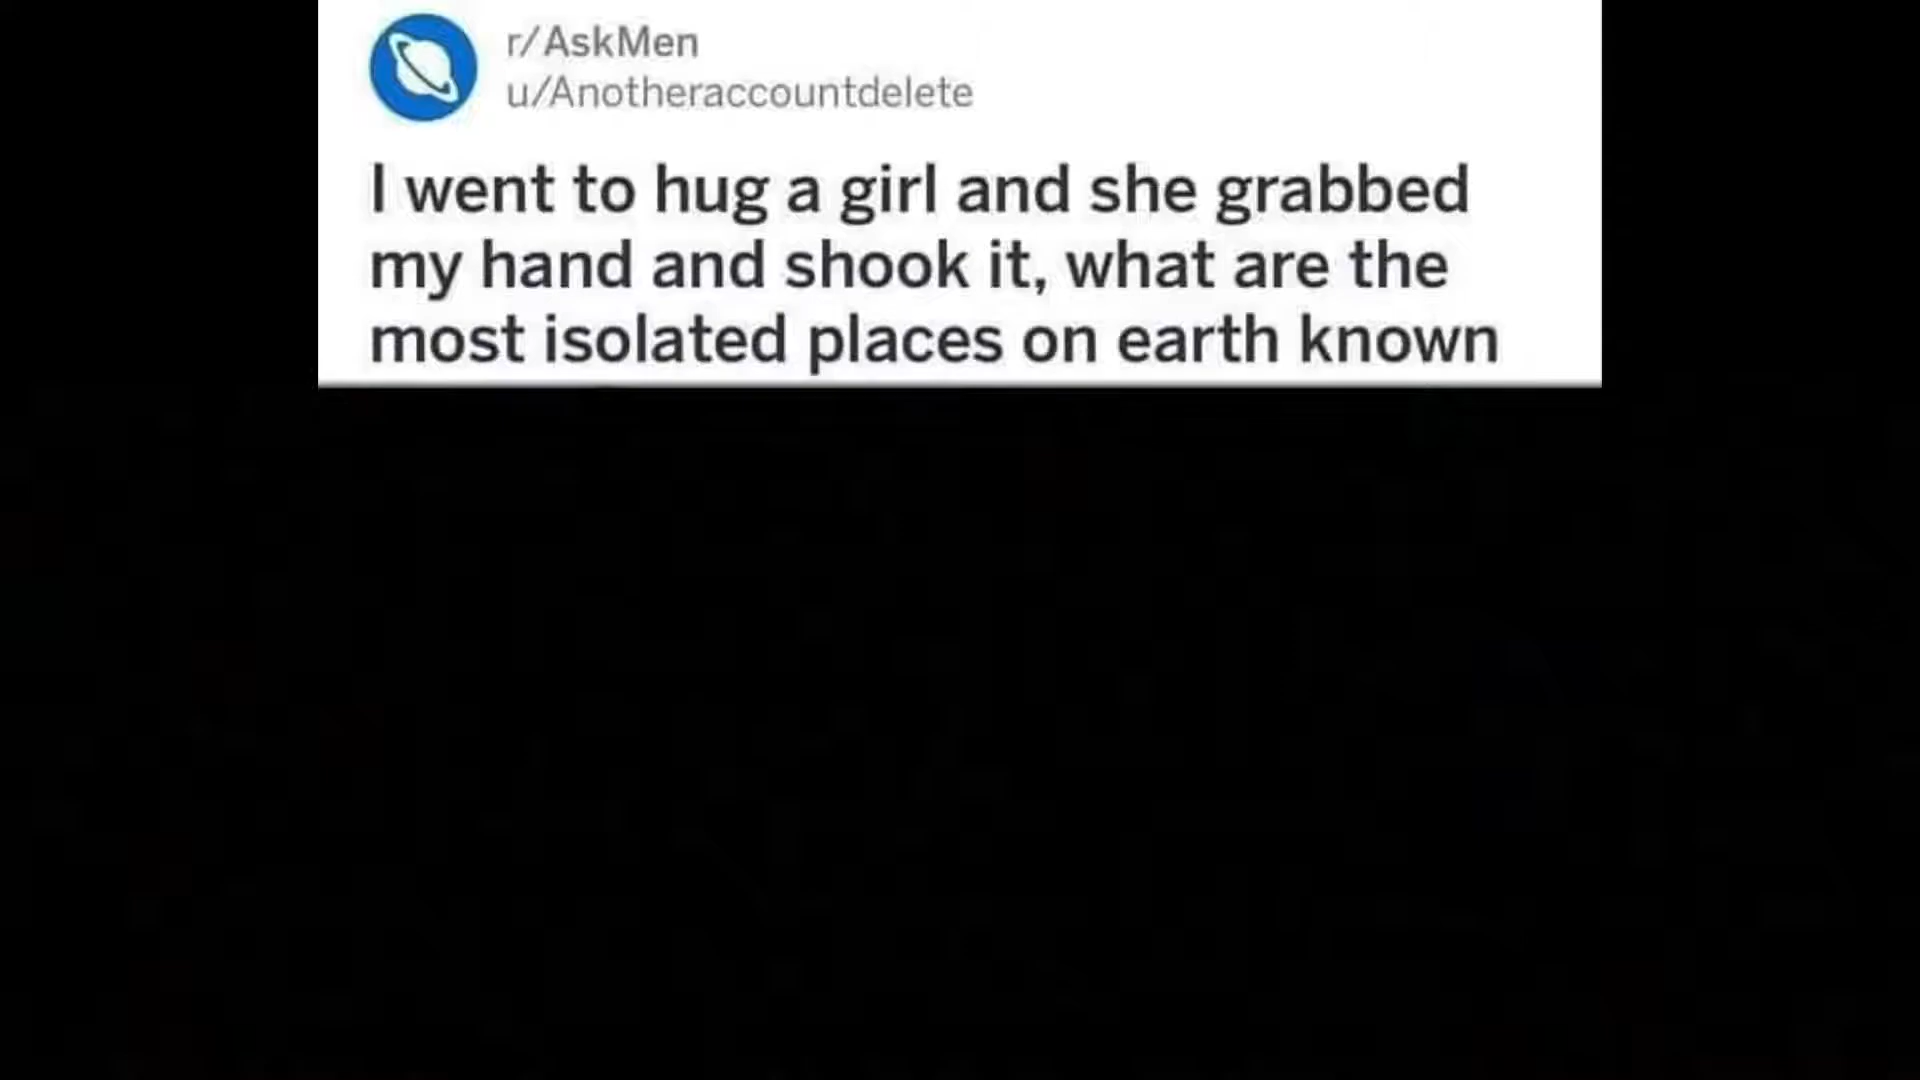 r/AskMen
u/Anotheraccountdelete
I went to hug a girl and she grabbed
my hand and shook it, what are the
most isolated places on earth known